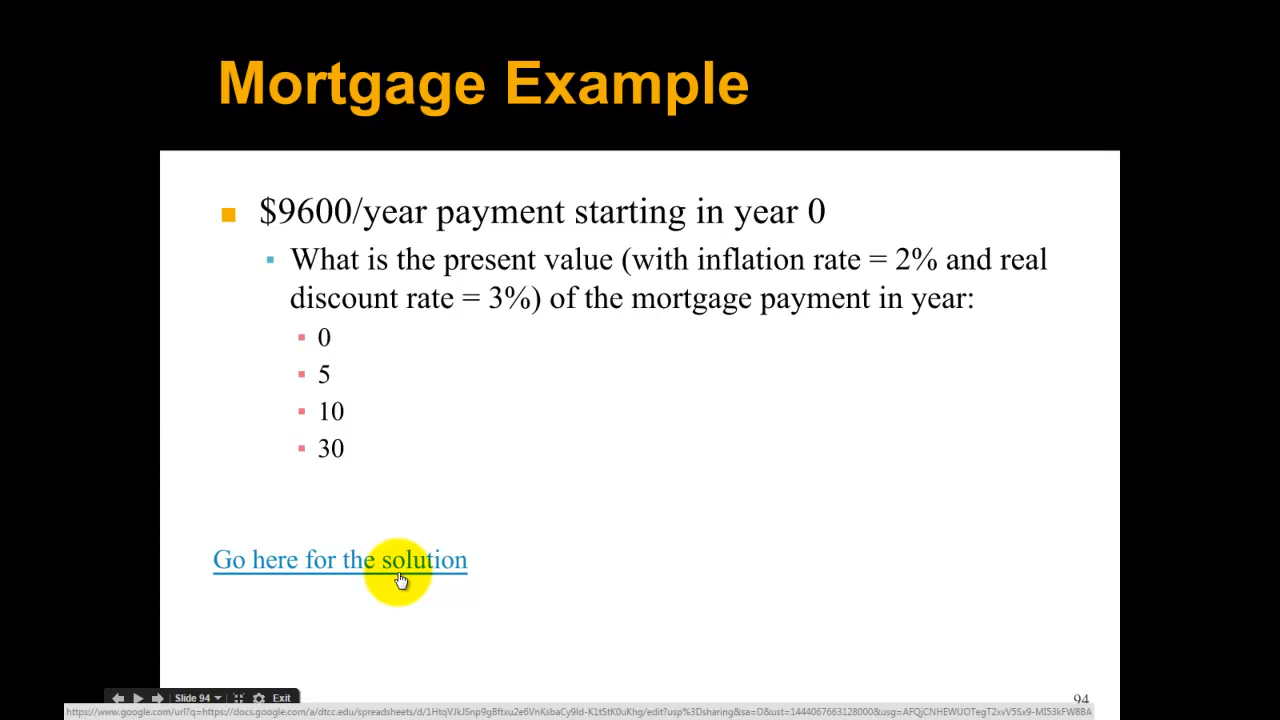 Mortgage Example
$9600/year payment starting in year 0
What is the present value (with inflation rate = 2% and real
discount rate = 3%) of the mortgage payment in year:
0
5
10
30
Go here for the solution
94
Slide 94
Exit